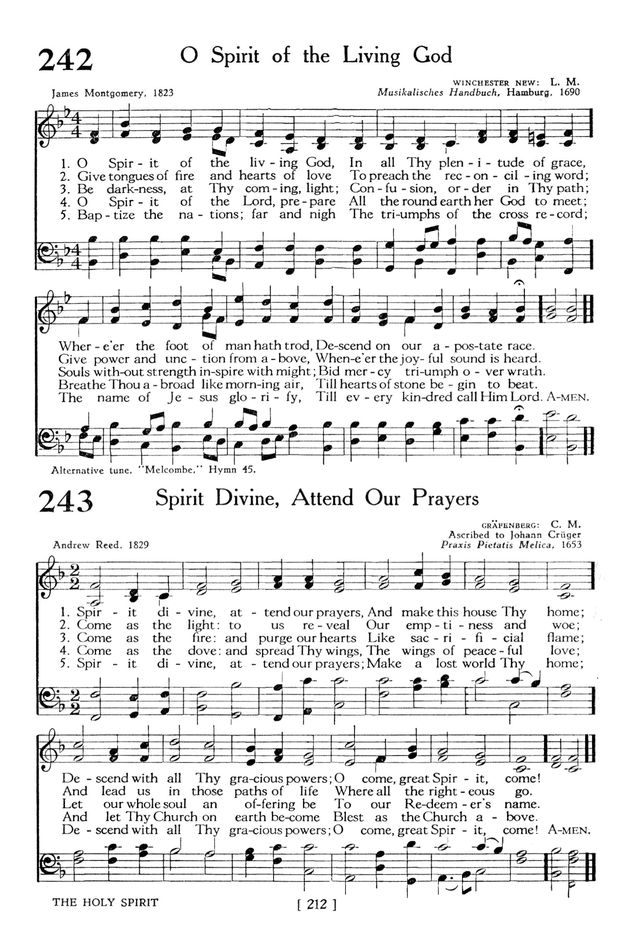 242 O Spirit of the Living God
WINCHESTER NEW: L. M.
James Montgomery, 1823 Musikalisches Handbuch, Hamburg, 1690
1. O Spir - it of the liv - ing God, In all Thy plen - i - tude of grace,
2. Give tongues of fire and hearts of love To preach the rec - on - cil - ing word;
3. Be dark-ness, at Thy com - ing, light; Con - fu - sion, or - der in Thy path;
4. O Spir - it of the Lord, pre - pare All the round earth her God to meet;
5. Bap - tize the na - tions; far and nigh The tri-umphs of the cross re - cord;
Wher - e'er the foot of man hath trod, De-scend on our a - pos-tate race.
Give power and unc - tion from a - bove, When-e'er the joy - ful sound is heard.
Souls with-out strength in-spire with might; Bid mer - cy tri-umph o - ver wrath.
Breathe Thou a - broad like morn-ing air, Till hearts of stone be - gin to beat.
The name of Je - sus glo - ri - fy, Till ev - ery kin-dred call Him Lord. A-MEN.
Alternative tune, "Melcombe," Hymn 45.
243 Spirit Divine, Attend Our Prayers
GRÄFENBERG: C. M.
Ascribed to Johann Crüger
Andrew Reed, 1829 Praxis Pietatis Melica, 1653
1. Spir - it di - vine, at - tend our prayers, And make this house Thy home;
2. Come as the light: to us re - veal Our emp - ti - ness and woe;
3. Come as the fire: and purge our hearts Like sac - ri - fi - cial flame;
4. Come as the dove: and spread Thy wings, The wings of peace - ful love;
5. Spir - it di - vine, at - tend our prayers; Make a lost world Thy home;
De - scend with all Thy gra-cious powers; O come, great Spir - it, come!
And lead us in those paths of life Where all the right-eous go.
Let our whole soul an of-fering be To our Re-deem - er's name.
And let Thy Church on earth be-come Blest as the Church a - bove.
De - scend with all Thy gra-cious powers; O come, great Spir - it, come! A-MEN.
THE HOLY SPIRIT [ 212 ]